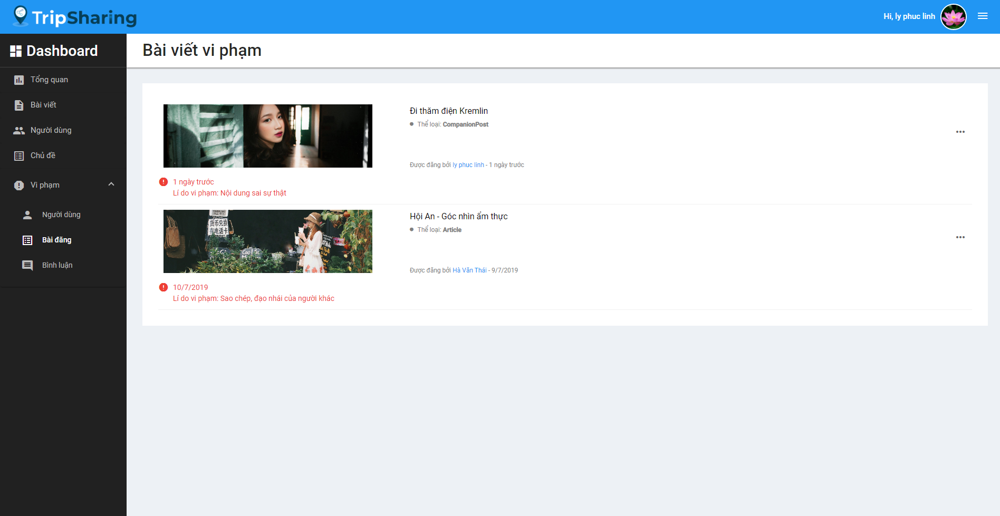 TripSharing
Hi, ly phuc linh
Dashboard
Bài viết vi phạm
Tổng quan
Bài viết
Người dùng
Chủ đề
Vi phạm
Người dùng
Bài đăng
Bình luận
Đi thăm điện Kremlin
Thể loại: CompanionPost
Được đăng bởi ly phuc linh - 1 ngày trước
1 ngày trước
Lí do vi phạm: Nội dung sai sự thật
货币兑换
有电话卡
Cao lầu
Hội An - Góc nhìn ẩm thực
Thể loại: Article
Được đăng bởi Hà Văn Thái - 9/7/2019
10/7/2019
Lí do vi phạm: Sao chép, đạo nhái của người khác